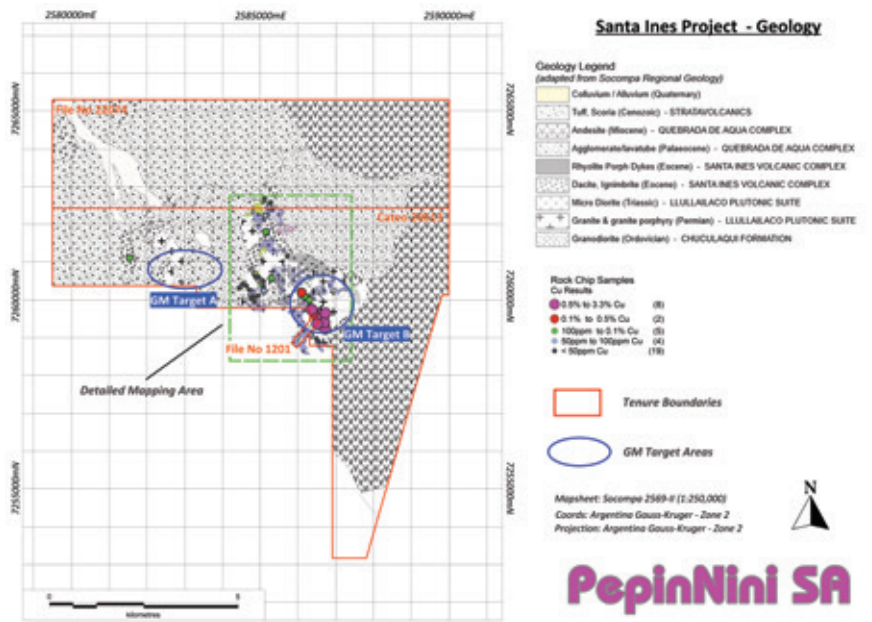 2580000mE
2585000mE
2590000mE
Santa Ines Project - Geology
Geology Legend
(adapted from Socompa Regional Geology)
Colluvium / Alluvium (Quaternary)
Tuff, Scoria (Cenozoic) - STRATAVOLCANICS
Andesite (Miocene) - QUEBRADA DE AQUA COMPLEX
Agglomerate/lavatube (Palaeocene) - QUEBRADA DE AQUA COMPLEX
Rhyolite Porph Dykes (Eocene) - SANTA INES VOLCANIC COMPLEX
Dacite, Ignimbrite (Eocene) - SANTA INES VOLCANIC COMPLEX
Micro Diorite (Triassic) - LLULLAILACO PLUTONIC SUITE
Granite & granite porphyry (Permian) - LLULLAILACO PLUTONIC SUITE
Granodiorite (Ordovician) - CHUCULAQUI FORMATION
7265000mN
7265000mN
File No
Cateo
7260000mN
7260000mN
GM Target A
GM Target B
File No 1201
Detailed Mapping Area
Rock Chip Samples
Cu Results
0.5% to 3.3% Cu (8)
0.1% to 0.5% Cu (2)
100ppm to 0.1% Cu (5)
50ppm to 100ppm Cu (4)
< 50ppm Cu (19)
Tenure Boundaries
GM Target Areas
7255000mN
7255000mN
Mapsheet: Socompa 2569-II (1:250,000)
Coords: Argentina Gauss-Kruger - Zone 2
Projection: Argentina Gauss-Kruger - Zone 2
N
0
5
kilometres
PepinNini SA